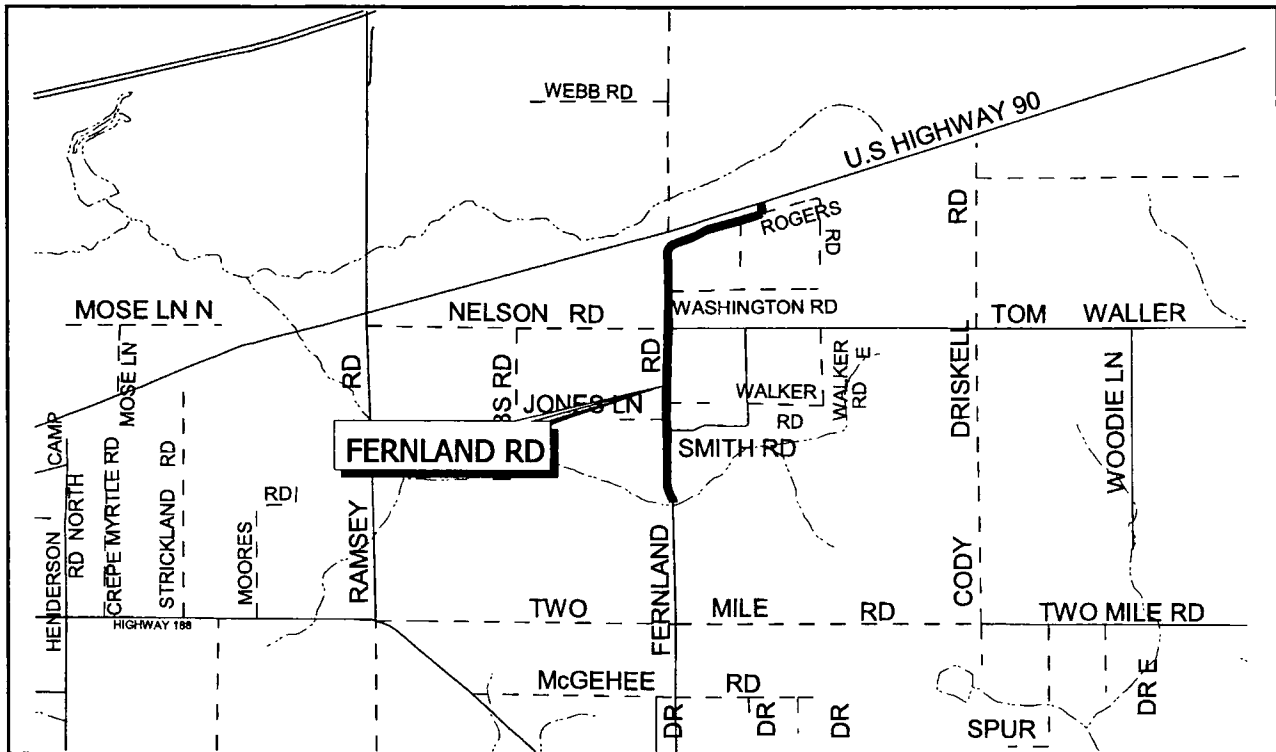 WEBB RD
U.S HIGHWAY 90
ROGERS
RD
RD
MOSE LN N
NELSON RD
WASHINGTON RD
TOM WALLER
MOSE LN
RD
BS RD
RD
JONES LN
WALKER
RD
WALKER
RD E
DRISKELL
WOODIE LN
FERNLAND RD
SMITH RD
CAMP
HENDERSON
RD NORTH
CREPE MYRTLE RD
STRICKLAND RD
RD
MOORES
RAMSEY
FERNLAND
CODY
TWO MILE RD
TWO MILE RD
HIGHWAY 188
McGEHEE RD
DR
DR
DR
SPUR
DR E